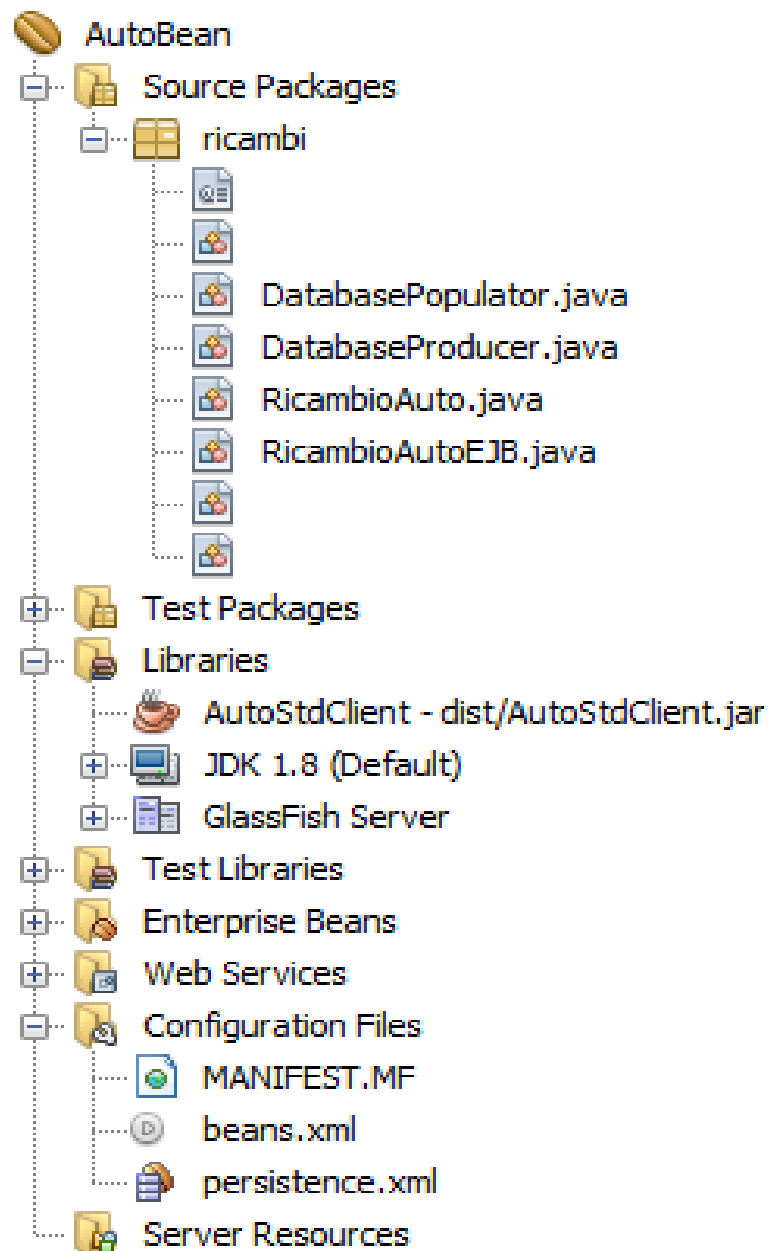 AutoBean
Source Packages
ricambi
DatabasePopulator.java
DatabaseProducer.java
RicambioAuto.java
RicambioAutoEJB.java
Test Packages
Libraries
AutoStdClient - dist/AutoStdClient.jar
JDK 1.8 (Default)
GlassFish Server
Test Libraries
Enterprise Beans
Web Services
Configuration Files
MANIFEST.MF
beans.xml
persistence.xml
Server Resources